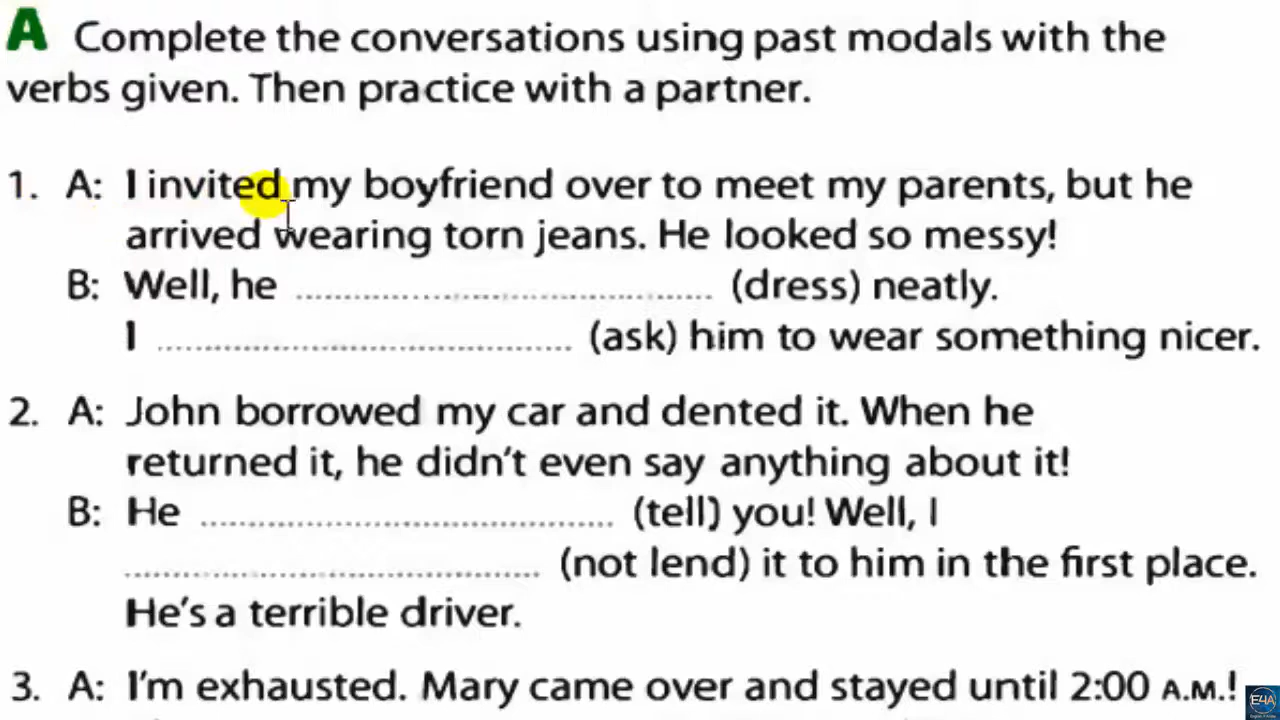 A Complete the conversations using past modals with the
verbs given. Then practice with a partner.
1. A: I invited my boyfriend over to meet my parents, but he
arrived wearing torn jeans. He looked so messy!
B: Well, he ........................................ (dress) neatly.
I ........................................ (ask) him to wear something nicer.
2. A: John borrowed my car and dented it. When he
returned it, he didn't even say anything about it!
B: He ........................................ (tell) you! Well, I
........................................ (not lend) it to him in the first place.
He's a terrible driver.
3. A: I'm exhausted. Mary came over and stayed until 2:00 A.M.!
E4A